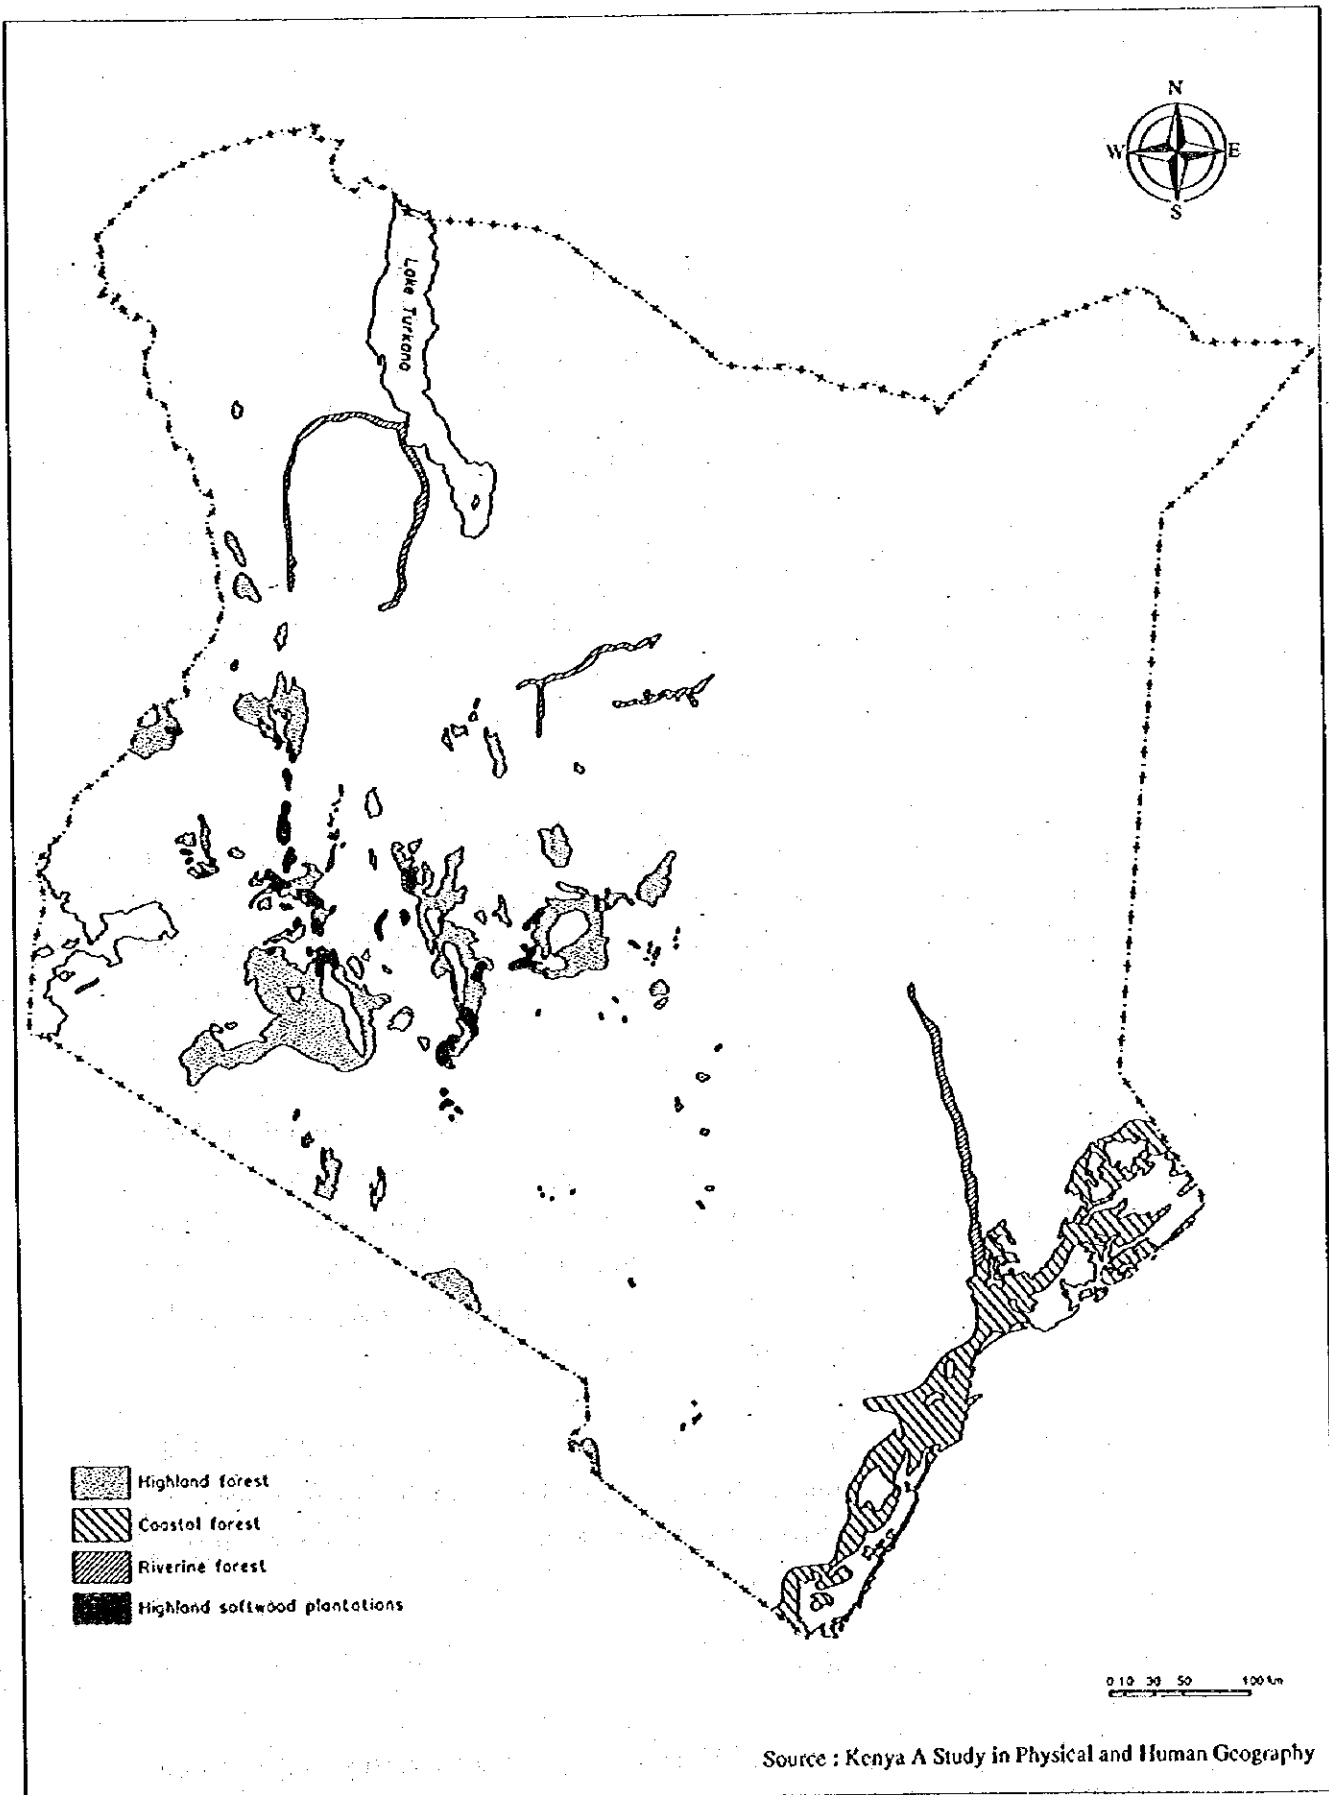 N
W E
S
Lake Turkana
Highland forest
Coastal forest
Riverine forest
Highland softwood plantations
0 10 30 50 100 km
Source : Kenya A Study in Physical and Human Geography